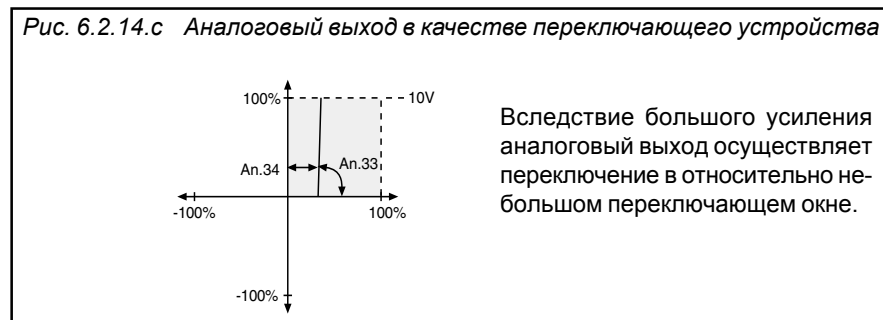 Рис. 6.2.14.c Аналоговый выход в качестве переключающего устройства
100%
10V
An.34
An.33
-100%
100%
-100%
Вследствие большого усиления
аналоговый выход осуществляет
переключение в относительно не-
большом переключающем окне.